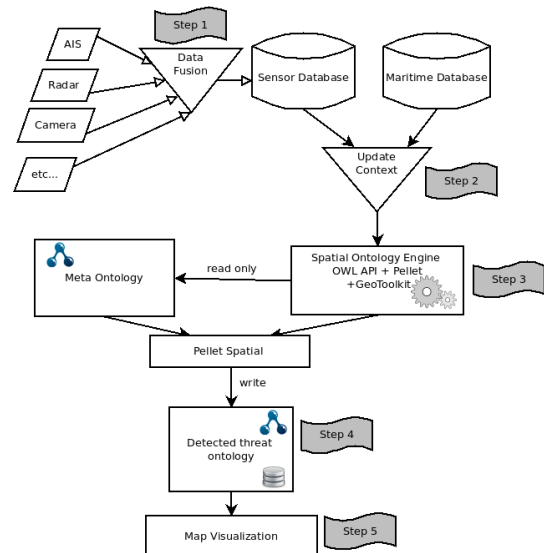 Step 1
AIS
Data
Fusion
Radar
Sensor Database
Maritime Database
Camera
etc...
Update
Context
Step 2
Spatial Ontology Engine
OWL API + Pellet
+GeoToolkit
Meta Ontology
read only
Step 3
Pellet Spatial
write
Step 4
Detected threat
ontology
Map Visualization
Step 5